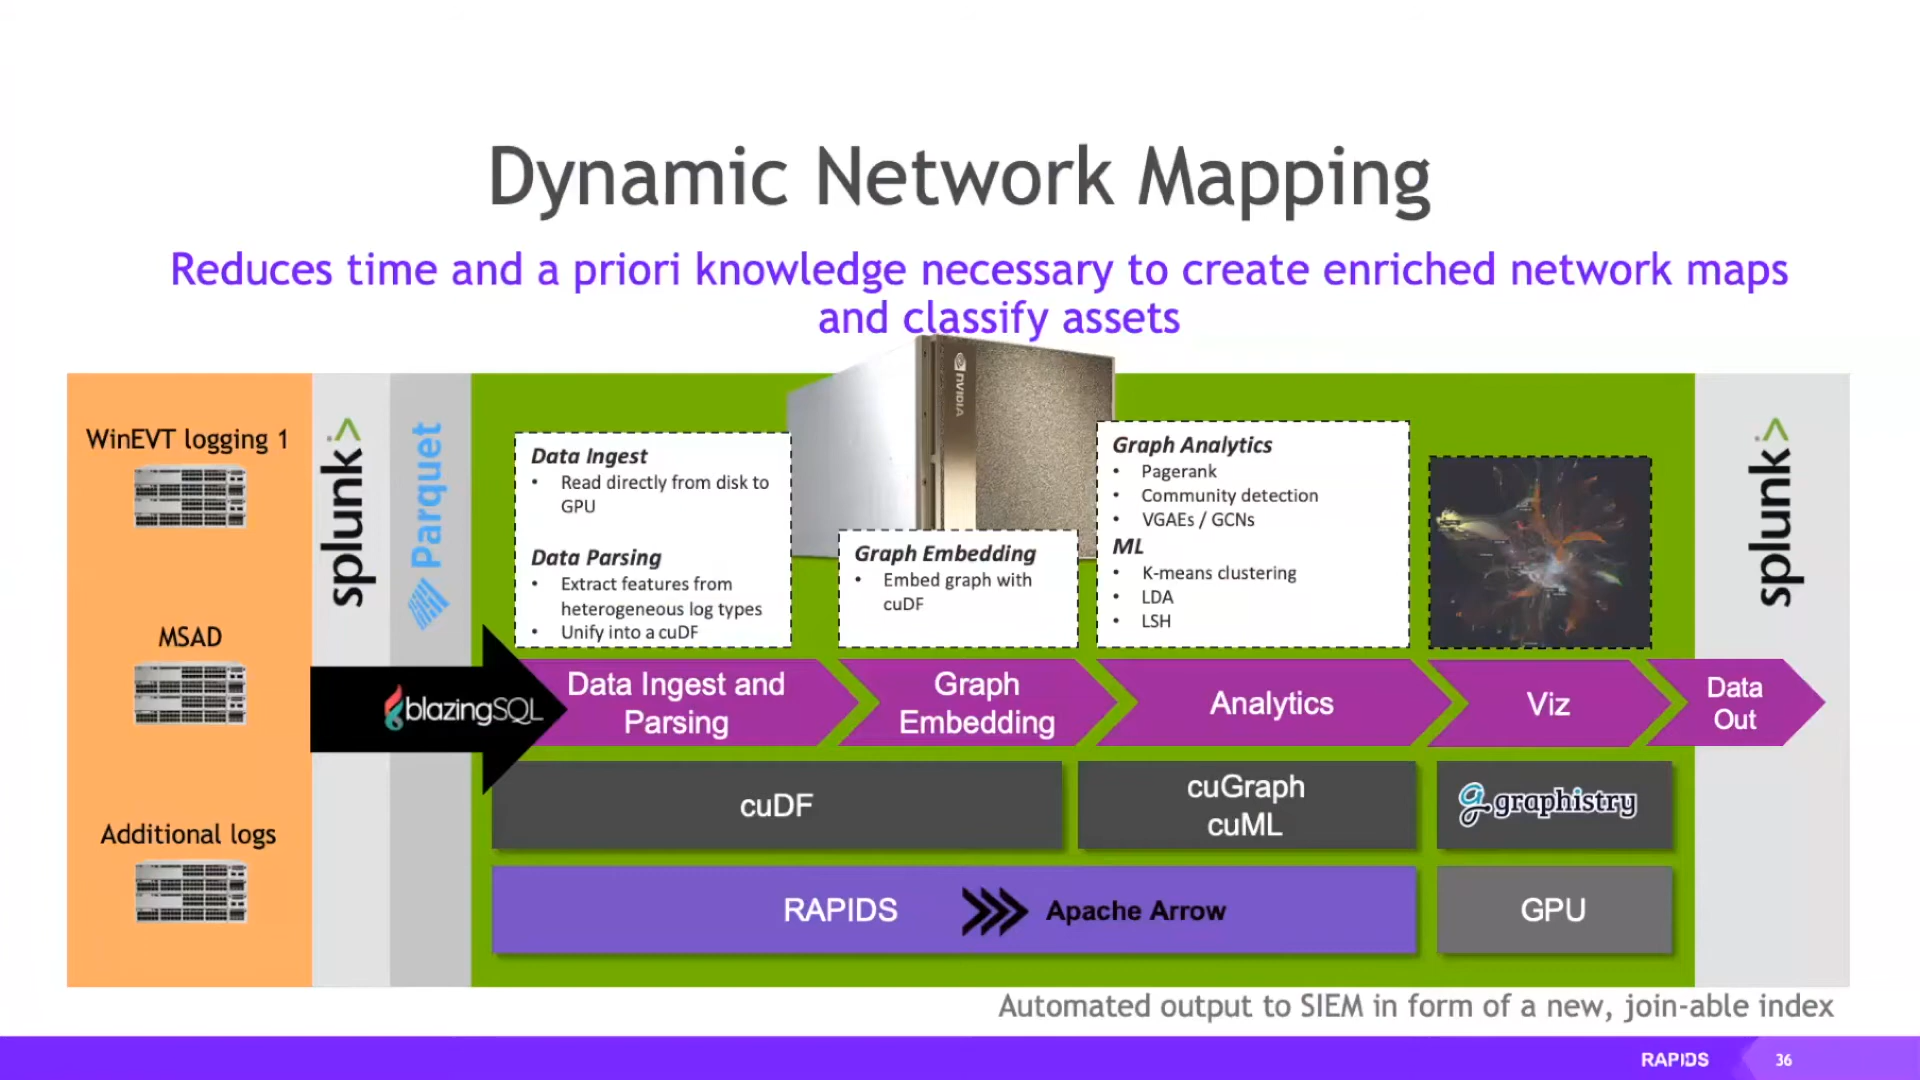 Dynamic Network Mapping
Reduces time and a priori knowledge necessary to create enriched network maps
and classify assets
WinEVT logging 1
MSAD
Additional logs
splunk>
Parquet
blazingSQL
NVIDIA
Data Ingest
• Read directly from disk to
GPU
Data Parsing
• Extract features from
heterogeneous log types
• Unify into a cuDF
Graph Embedding
• Embed graph with
cuDF
Graph Analytics
• Pagerank
• Community detection
• VGAEs / GCNs
ML
• K-means clustering
• LDA
• LSH
splunk>
Data Ingest and
Parsing
Graph
Embedding
Analytics
Viz
Data
Out
cuDF
cuGraph
cuML
graphistry
RAPIDS
Apache Arrow
GPU
Automated output to SIEM in form of a new, join-able index
RAPIDS
36